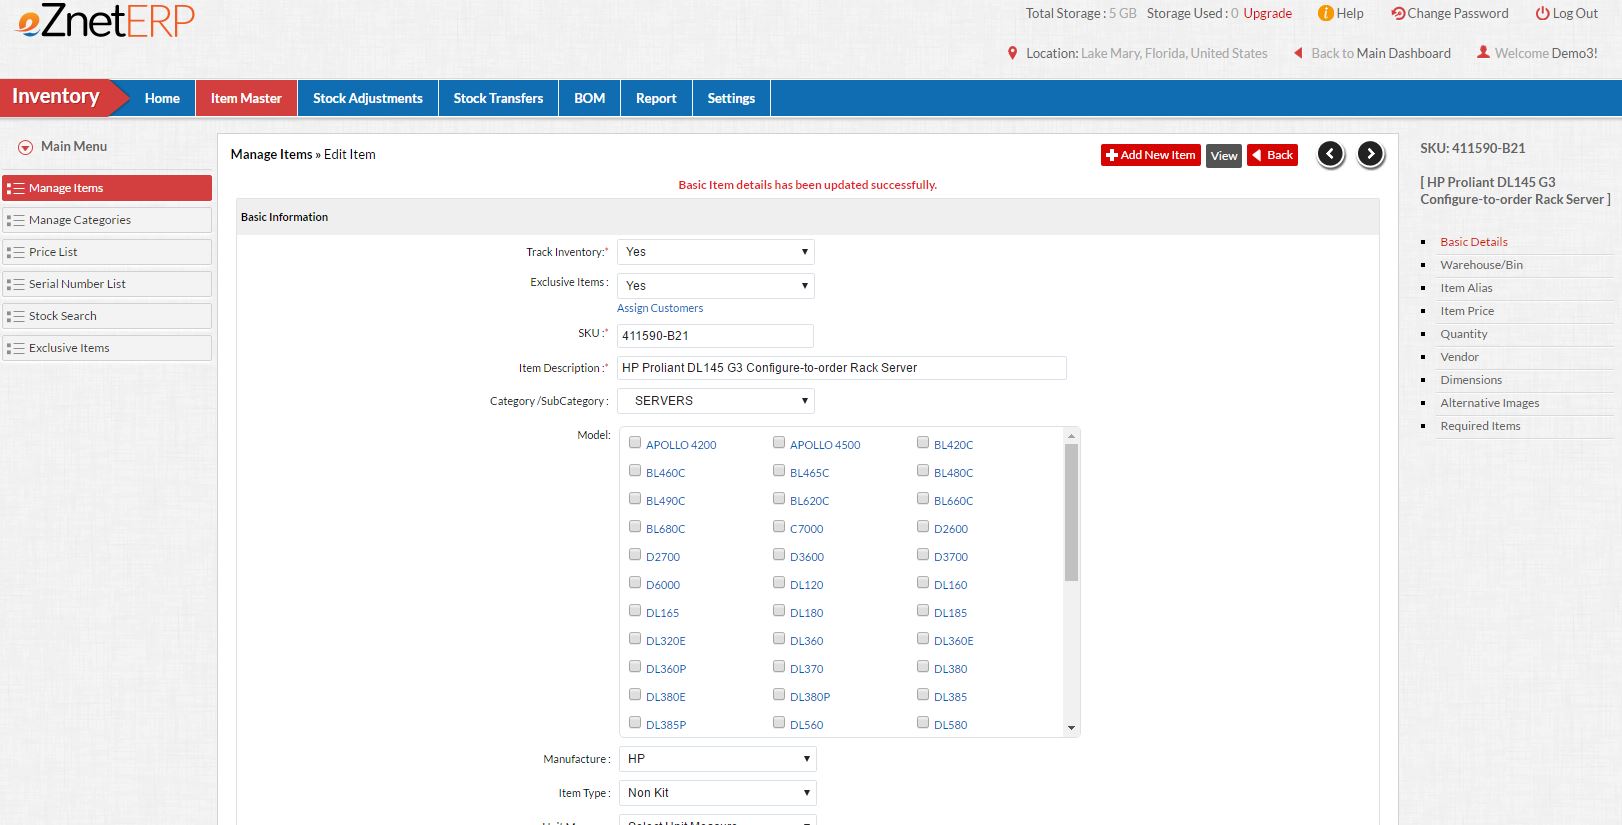 eZnetERP
Total Storage : 5 GB Storage Used : 0 Upgrade Help Change Password Log Out
Location: Lake Mary, Florida, United States Back to Main Dashboard Welcome Demo3!
Inventory Home Item Master Stock Adjustments Stock Transfers BOM Report Settings
Main Menu
Manage Items
Manage Categories
Price List
Serial Number List
Stock Search
Exclusive Items
Manage Items » Edit Item
Add New Item View Back
Basic Item details has been updated successfully.
Basic Information
Track Inventory:* Yes
Exclusive Items : Yes
Assign Customers
SKU :* 411590-B21
Item Description :* HP Proliant DL145 G3 Configure-to-order Rack Server
Category /SubCategory : SERVERS
Model:
APOLLO 4200 APOLLO 4500 BL420C
BL460C BL465C BL480C
BL490C BL620C BL660C
BL680C C7000 D2600
D2700 D3600 D3700
D6000 DL120 DL160
DL165 DL180 DL185
DL320E DL360 DL360E
DL360P DL370 DL380
DL380E DL380P DL385
DL385P DL560 DL580
Manufacture : HP
Item Type : Non Kit
Select Unit Measure
SKU: 411590-B21
[ HP Proliant DL145 G3
Configure-to-order Rack Server ]
Basic Details
Warehouse/Bin
Item Alias
Item Price
Quantity
Vendor
Dimensions
Alternative Images
Required Items